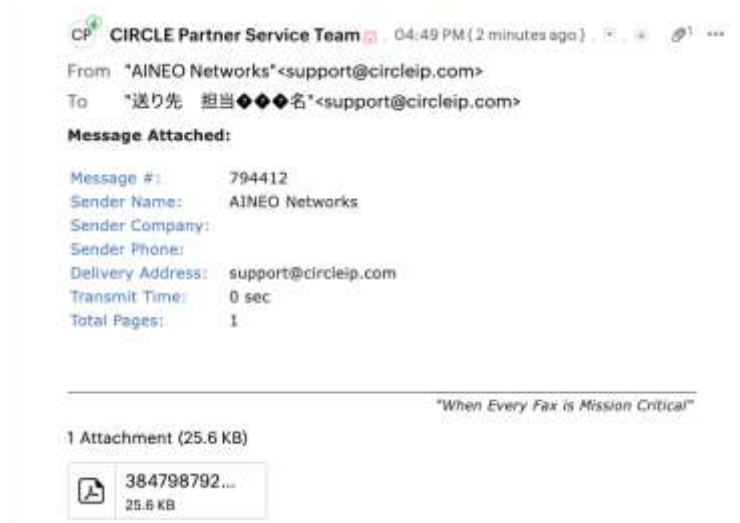 CP CIRCLE Partner Service Team 04:49 PM ( 2 minutes ago )
From "AINEO Networks"<support@circleip.com>
To "送り先 担当���名"<support@circleip.com>
Message Attached:
Message #: 794412
Sender Name: AINEO Networks
Sender Company:
Sender Phone:
Delivery Address: support@circleip.com
Transmit Time: 0 sec
Total Pages: 1
"When Every Fax is Mission Critical"
1 Attachment (25.6 KB)
384798792...
25.6 KB